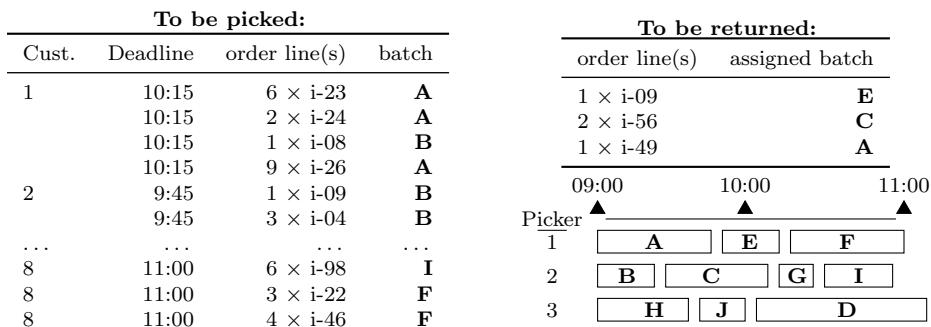 To be picked:
Cust. Deadline order line(s) batch
1 10:15 6 × i-23 A
10:15 2 × i-24 A
10:15 1 × i-08 B
10:15 9 × i-26 A
2 9:45 1 × i-09 B
9:45 3 × i-04 B
... ... ... ...
8 11:00 6 × i-98 I
8 11:00 3 × i-22 F
8 11:00 4 × i-46 F
To be returned:
order line(s) assigned batch
1 × i-09 E
2 × i-56 C
1 × i-49 A
09:00 10:00 11:00
Picker
1 A E F
2 B C G I
3 H J D